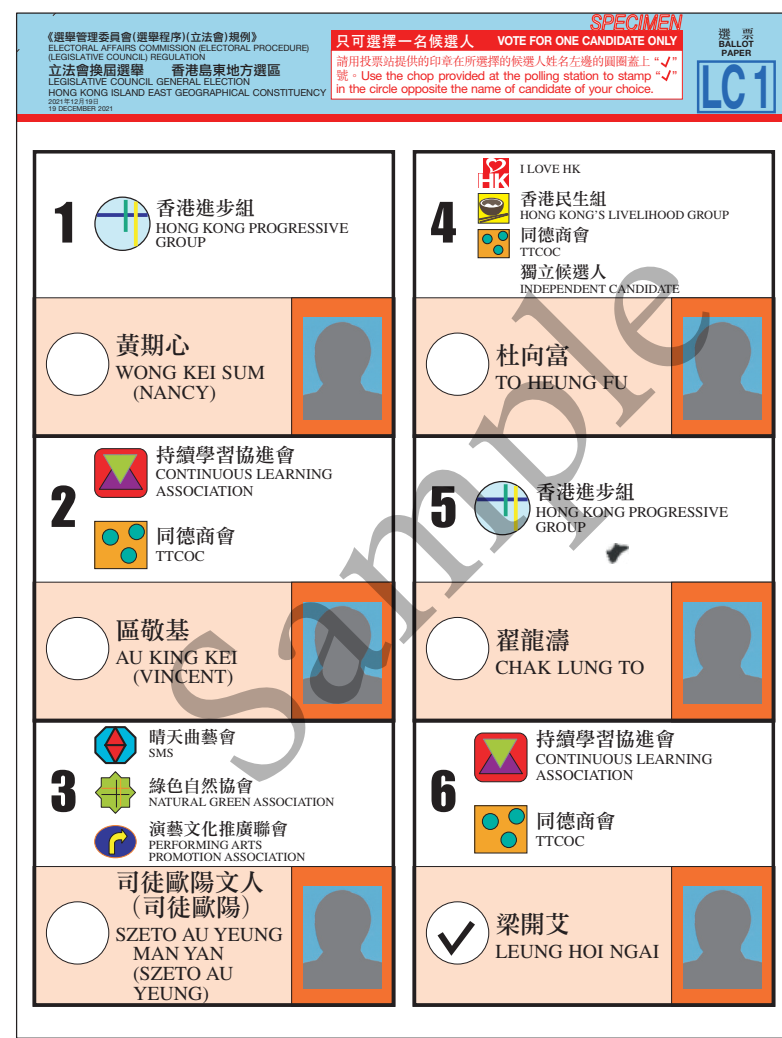 《選舉管理委員會(選舉程序)(立法會)規例》
ELECTORAL AFFAIRS COMMISSION (ELECTORAL PROCEDURE)
(LEGISLATIVE COUNCIL) REGULATION
立法會換屆選舉 香港島東地方選區
LEGISLATIVE COUNCIL GENERAL ELECTION
HONG KONG ISLAND EAST GEOGRAPHICAL CONSTITUENCY
2021年12月19日
19 DECEMBER 2021
SPECIMEN
只可選擇一名候選人 VOTE FOR ONE CANDIDATE ONLY
請用投票站提供的印章在所選擇的候選人姓名左邊的圓圈蓋上 “✓”
號。Use the chop provided at the polling station to stamp “✓”
in the circle opposite the name of candidate of your choice.
選票
BALLOT
PAPER
LC1
1
香港進步組
HONG KONG PROGRESSIVE
GROUP
黃期心
WONG KEI SUM
(NANCY)
2
持續學習協進會
CONTINUOUS LEARNING
ASSOCIATION
同德商會
TTCOC
區敬基
AU KING KEI
(VINCENT)
3
晴天曲藝會
SMS
綠色自然協會
NATURAL GREEN ASSOCIATION
演藝文化推廣聯會
PERFORMING ARTS
PROMOTION ASSOCIATION
司徒歐陽文人
(司徒歐陽)
SZETO AU YEUNG
MAN YAN
(SZETO AU
YEUNG)
4
HK
I LOVE HK
香港民生組
HONG KONG'S LIVELIHOOD GROUP
同德商會
TTCOC
獨立候選人
INDEPENDENT CANDIDATE
杜向富
TO HEUNG FU
5
香港進步組
HONG KONG PROGRESSIVE
GROUP
翟龍濤
CHAK LUNG TO
6
持續學習協進會
CONTINUOUS LEARNING
ASSOCIATION
同德商會
TTCOC
梁開艾
LEUNG HOI NGAI
Sample